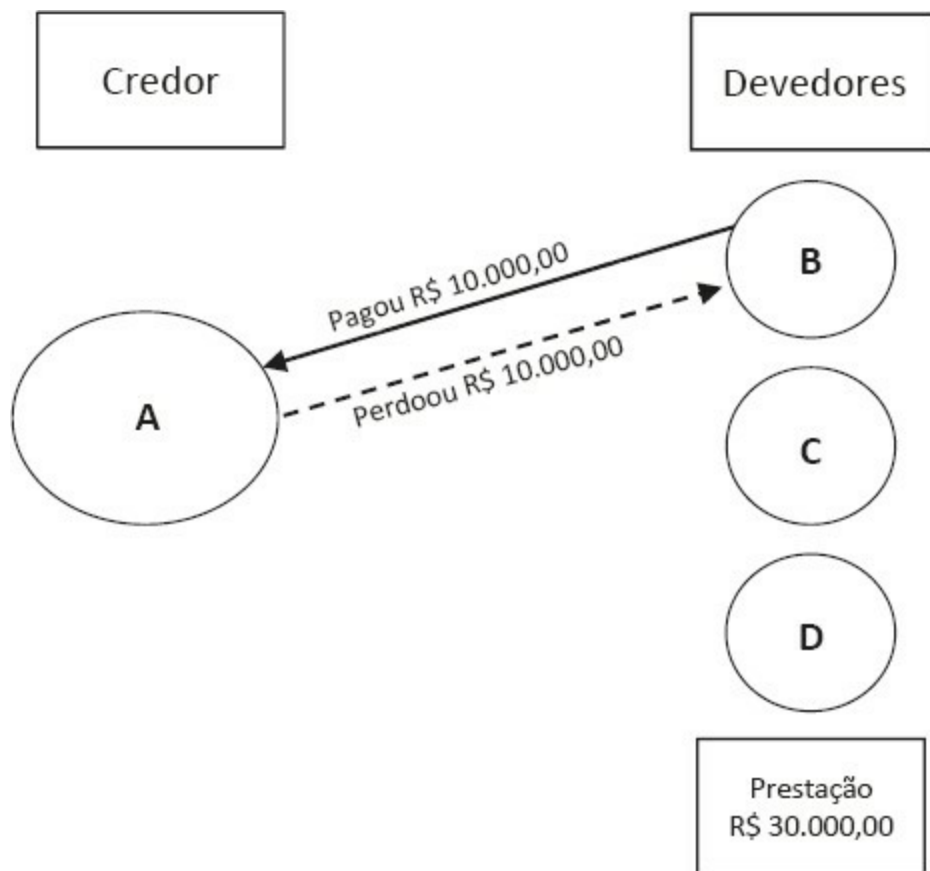 Credor
Devedores
Pagou R$ 10.000,00
Perdoou R$ 10.000,00
A
B
C
D
Prestação
R$ 30.000,00